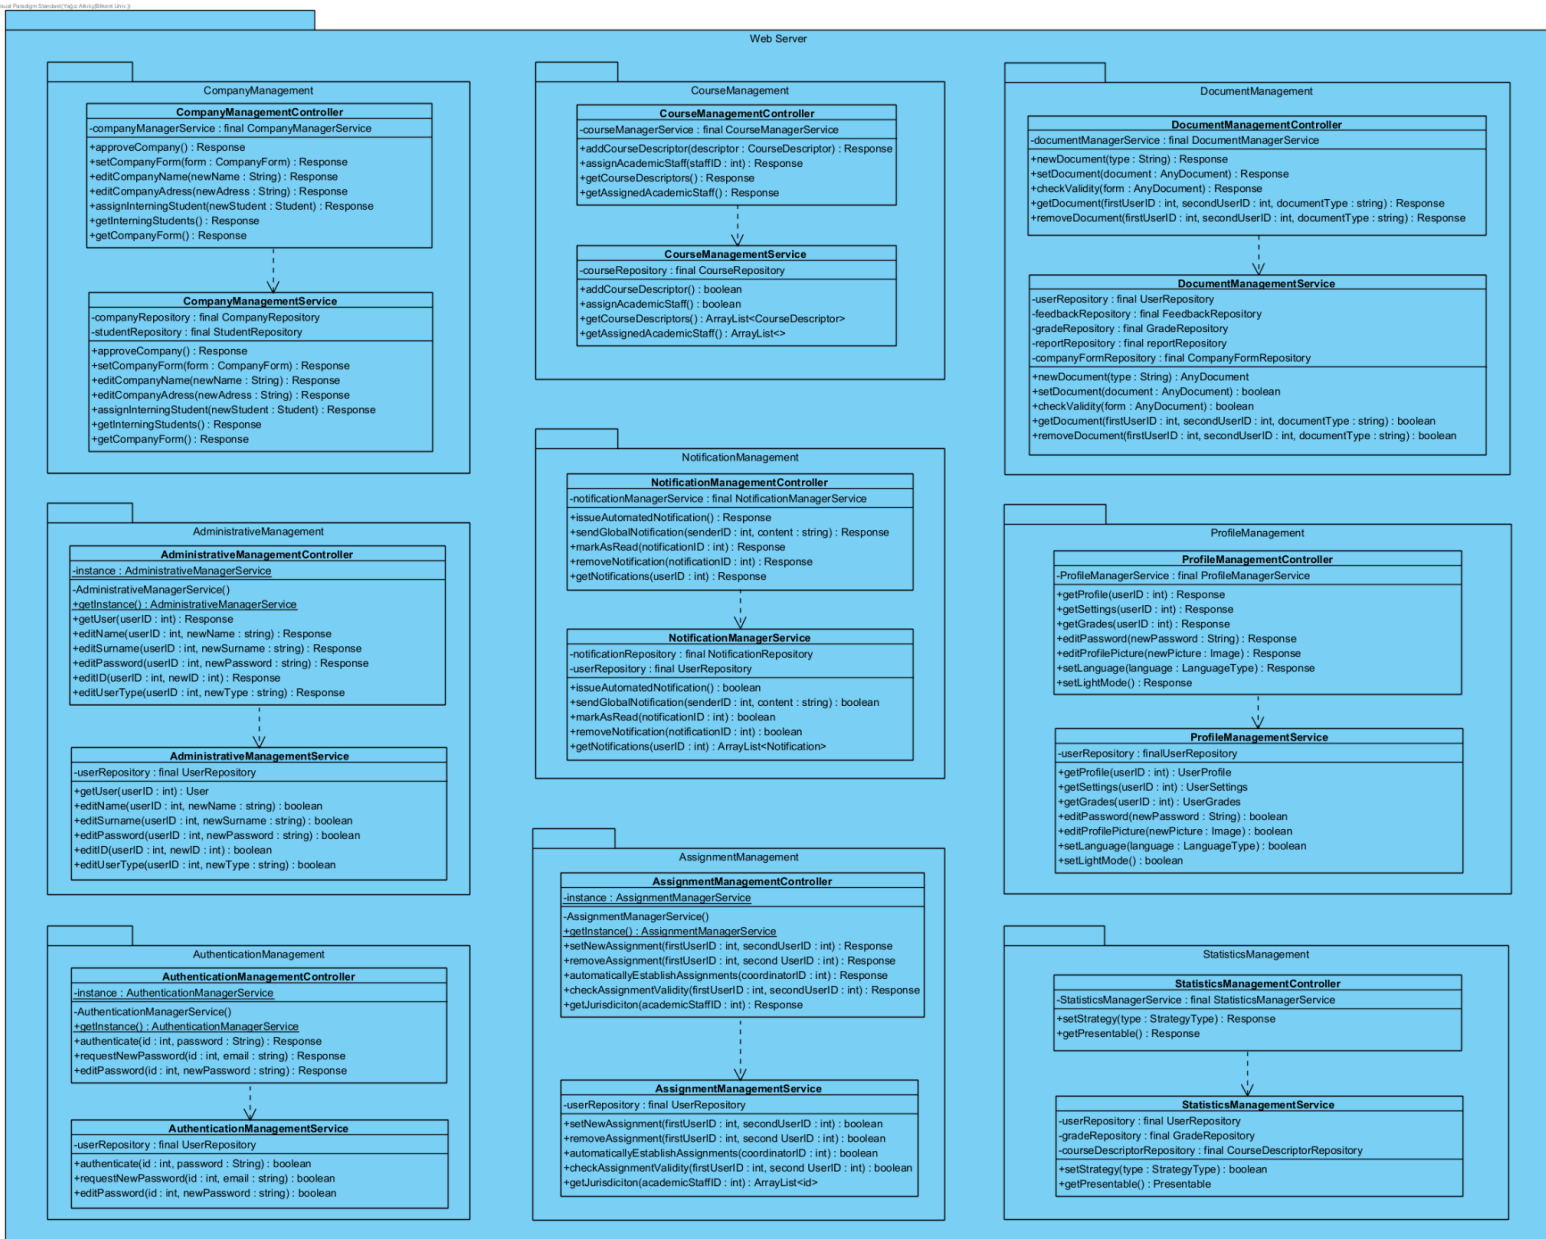 sual Paradigm Standard(Yağız Alkılıç(Bilkent Univ.))
Web Server
CompanyManagement
CompanyManagementController
-companyManagerService : final CompanyManagerService
+approveCompany() : Response
+setCompanyForm(form : CompanyForm) : Response
+editCompanyName(newName : String) : Response
+editCompanyAdress(newAdress : String) : Response
+assignInterningStudents(newStudent : Student) : Response
+getInterningStudents() : Response
+getCompanyForm() : Response
CompanyManagementService
-companyRepository : final CompanyRepository
-studentRepository : final StudentRepository
+approveCompany() : Response
+setCompanyForm(form : CompanyForm) : Response
+editCompanyName(newName : String) : Response
+editCompanyAdress(newAdress : String) : Response
+assignInterningStudent(newStudent : Student) : Response
+getInterningStudents() : Response
+getCompanyForm() : Response
AdministrativeManagement
AdministrativeManagementController
-instance : AdministrativeManagerService
-AdministrativeManagerService()
+getInstance() : AdministrativeManagerService
+getUser(userID : int) : Response
+editName(userID : int, newName : string) : Response
+editSurname(userID : int, newSurname : string) : Response
+editPassword(userID : int, newPassword : string) : Response
+editID(userID : int, newID : int) : Response
+editUserType(userID : int, newType : string) : Response
AdministrativeManagementService
-userRepository : final UserRepository
+getUser(userID : int) : User
+editName(userID : int, newName : string) : boolean
+editSurname(userID : int, newSurname : string) : boolean
+editPassword(userID : int, newPassword : string) : boolean
+editID(userID : int, newID : int) : boolean
+editUserType(userID : int, newType : string) : boolean
AuthenticationManagement
AuthenticationManagementController
-instance : AuthenticationManagerService
-AuthenticationManagerService()
+getInstance() : AuthenticationManagerService
+authenticate(id : int, password : String) : Response
+requestNewPassword(id : int, email : string) : Response
+editPassword(id : int, newPassword : string) : Response
AuthenticationManagementService
-userRepository : final UserRepository
+authenticate(id : int, password : String) : boolean
+requestNewPassword(id : int, email : string) : boolean
+editPassword(id : int, newPassword : string) : boolean
CourseManagement
CourseManagementController
-courseManagerService : final CourseManagerService
+addCourseDescriptor(descriptor : CourseDescriptor) : Response
+assignAcademicStaff(staffID : int) : Response
+getCourseDescriptors() : Response
+getAssignedAcademicStaff() : Response
CourseManagementService
-courseRepository : final CourseRepository
+addCourseDescriptor() : boolean
+assignAcademicStaff() : boolean
+getCourseDescriptors() : ArrayList<CourseDescriptor>
+getAssignedAcademicStaff() : ArrayList<>
NotificationManagement
NotificationManagementController
-notificationManagerService : final NotificationManagerService
+issueAutomatedNotification() : Response
+sendGlobalNotification(senderID : int, content : string) : Response
+markAsRead(notificationID : int) : Response
+removeNotification(notificationID : int) : Response
+getNotifications(userID : int) : Response
NotificationManagerService
-notificationRepository : final NotificationRepository
-userRepository : final UserRepository
+issueAutomatedNotification() : boolean
+sendGlobalNotification(senderID : int, content : string) : boolean
+markAsRead(notificationID : int) : boolean
+removeNotification(notificationID : int) : boolean
+getNotifications(userID : int) : ArrayList<Notification>
AssignmentManagement
AssignmentManagementController
-instance : AssignmentManagerService
-AssignmentManagerService()
+getInstance() : AssignmentManagerService
+setNewAssignment(firstUserID : int, secondUserID : int) : Response
+removeAssignment(firstUserID : int, second UserID : int) : Response
+automaticallyEstablishAssignments(coordinatorID : int) : Response
+checkAssignmentValidity(firstUserID : int, secondUserID : int) : Response
+getJurisdiciton(academicStaffID : int) : Response
AssignmentManagementService
-userRepository : final UserRepository
+setNewAssignment(firstUserID : int, secondUserID : int) : boolean
+removeAssignment(firstUserID : int, second UserID : int) : boolean
+automaticallyEstablishAssignments(coordinatorID : int) : boolean
+checkAssignmentValidity(firstUserID : int, second UserID : int) : boolean
+getJurisdiciton(academicStaffID : int) : ArrayList<id>
DocumentManagement
DocumentManagementController
-documentManagerService : final DocumentManagerService
+newDocument(type : String) : Response
+setDocument(document : AnyDocument) : Response
+checkValidity(form : AnyDocument) : Response
+getDocument(firstUserID : int, secondUserID : int, documentType : string) : Response
+removeDocument(firstUserID : int, secondUserID : int, documentType : string) : Response
DocumentManagementService
-userRepository : final UserRepository
-feedbackRepository : final FeedbackRepository
-gradeRepository : final GradeRepository
-reportRepository : final reportRepository
-companyFormRepository : final CompanyFormRepository
+newDocument(type : String) : AnyDocument
+setDocument(document : AnyDocument) : boolean
+checkValidity(form : AnyDocument) : boolean
+getDocument(firstUserID : int, secondUserID : int, documentType : string) : boolean
+removeDocument(firstUserID : int, secondUserID : int, documentType : string) : boolean
ProfileManagement
ProfileManagementController
-ProfileManagerService : final ProfileManagerService
+getProfile(userID : int) : Response
+getSettings(userID : int) : Response
+getGrades(userID : int) : Response
+editPassword(newPassword : String) : Response
+editProfilePicture(newPicture : Image) : Response
+setLanguage(language : LanguageType) : Response
+setLightMode() : Response
ProfileManagementService
-userRepository : finalUserRepository
+getProfile(userID : int) : UserProfile
+getSettings(userID : int) : UserSettings
+getGrades(userID : int) : UserGrades
+editPassword(newPassword : String) : boolean
+editProfilePicture(newPicture : Image) : boolean
+setLanguage(language : LanguageType) : boolean
+setLightMode() : boolean
StatisticsManagement
StatisticsManagementController
-StatisticsManagerService : final StatisticsManagerService
+setStrategy(type : StrategyType) : Response
+getPresentable() : Response
StatisticsManagementService
-userRepository : final UserRepository
-gradeRepository : final GradeRepository
-courseDescriptorRepository : final CourseDescriptorRepository
+setStrategy(type : StrategyType) : boolean
+getPresentable() : Presentable